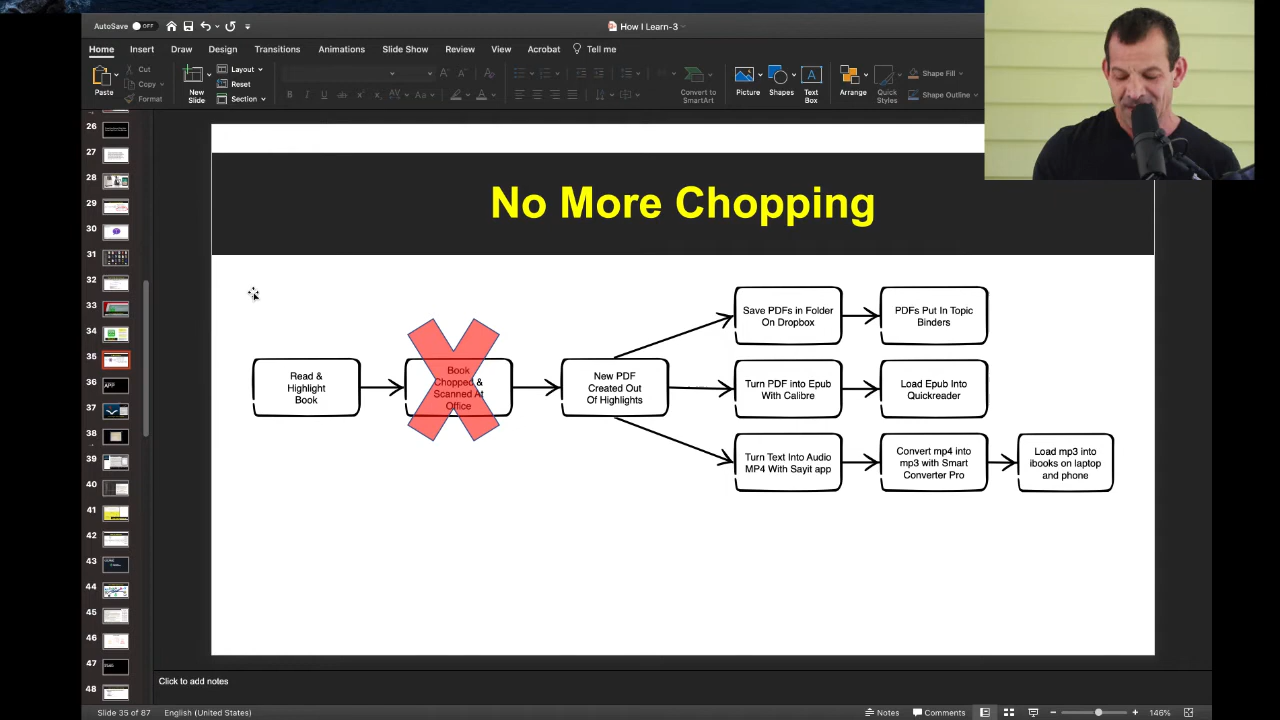 AutoSave OFF
How I Learn-3
Home Insert Draw Design Transitions Animations Slide Show Review View Acrobat Tell me
Paste
Cut
Copy
Format
New
Slide
Layout
Reset
Section
Convert to
SmartArt
Picture
Shapes
Text
Box
Arrange
Quick
Styles
Shape Fill
Shape Outline
26
27
28
29
30
31
32
33
34
35
36
37
38
39
40
41
42
43
44
45
46
47
48
No More Chopping
Read &
Highlight
Book
Book
Chopped &
Scanned At
Office
New PDF
Created Out
Of Highlights
Save PDFs in Folder
On Dropbox
PDFs Put In Topic
Binders
Turn PDF into Epub
With Calibre
Load Epub Into
Quickreader
Turn Text Into Audio
MP4 With Sayit app
Convert mp4 into
mp3 with Smart
Converter Pro
Load mp3 into
ibooks on laptop
and phone
Click to add notes
Slide 35 of 87 English (United States) Notes Comments 146%